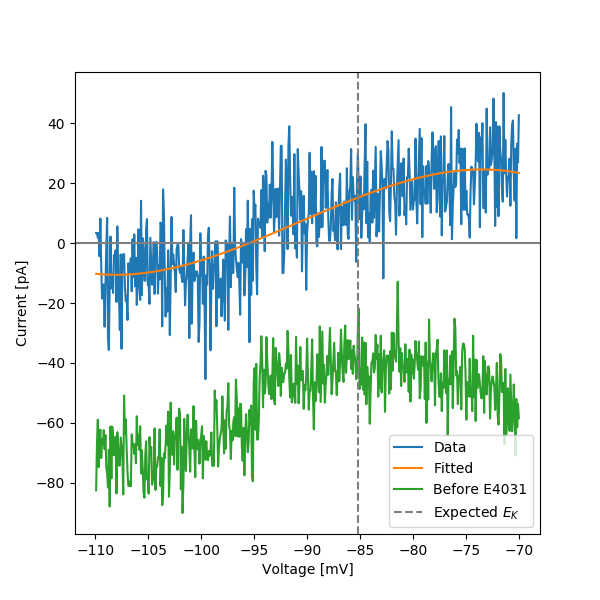 40
20
0
−20
−40
−60
−80
Current [pA]
−110 −105 −100 −95 −90 −85 −80 −75 −70
Voltage [mV]
Data
Fitted
Before E4031
Expected E_K